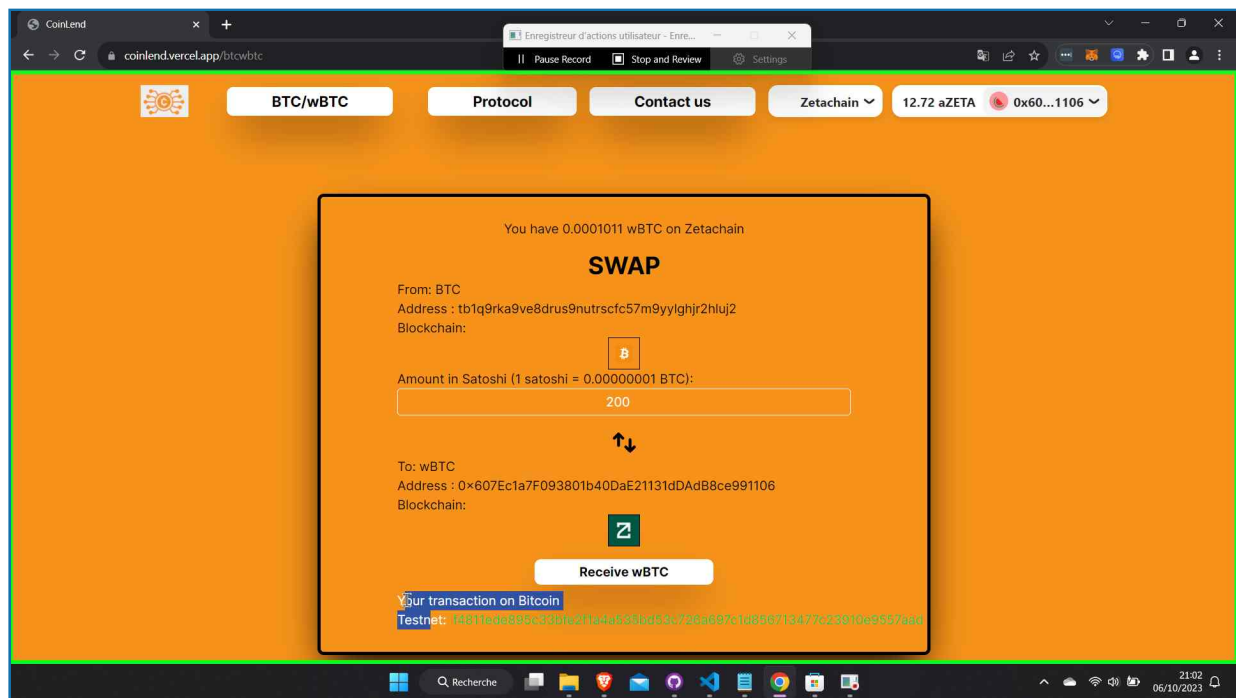 CoinLend
Enregistreur d'actions utilisateur - Enre...
coinlend.vercel.app/btcwbtc
Pause Record
Stop and Review
Settings
BTC/wBTC
Protocol
Contact us
Zetachain
12.72 aZETA
0x60...1106
You have 0.0001011 wBTC on Zetachain
SWAP
From: BTC
Address : tb1q9rka9ve8drus9nutrscfc57m9yylghjr2hluj2
Blockchain:
Amount in Satoshi (1 satoshi = 0.00000001 BTC):
200
To: wBTC
Address : 0×607Ec1a7F093801b40DaE21131dDAdB8ce991106
Blockchain:
Receive wBTC
Your transaction on Bitcoin
Testnet:
Recherche
21:02
06/10/2023